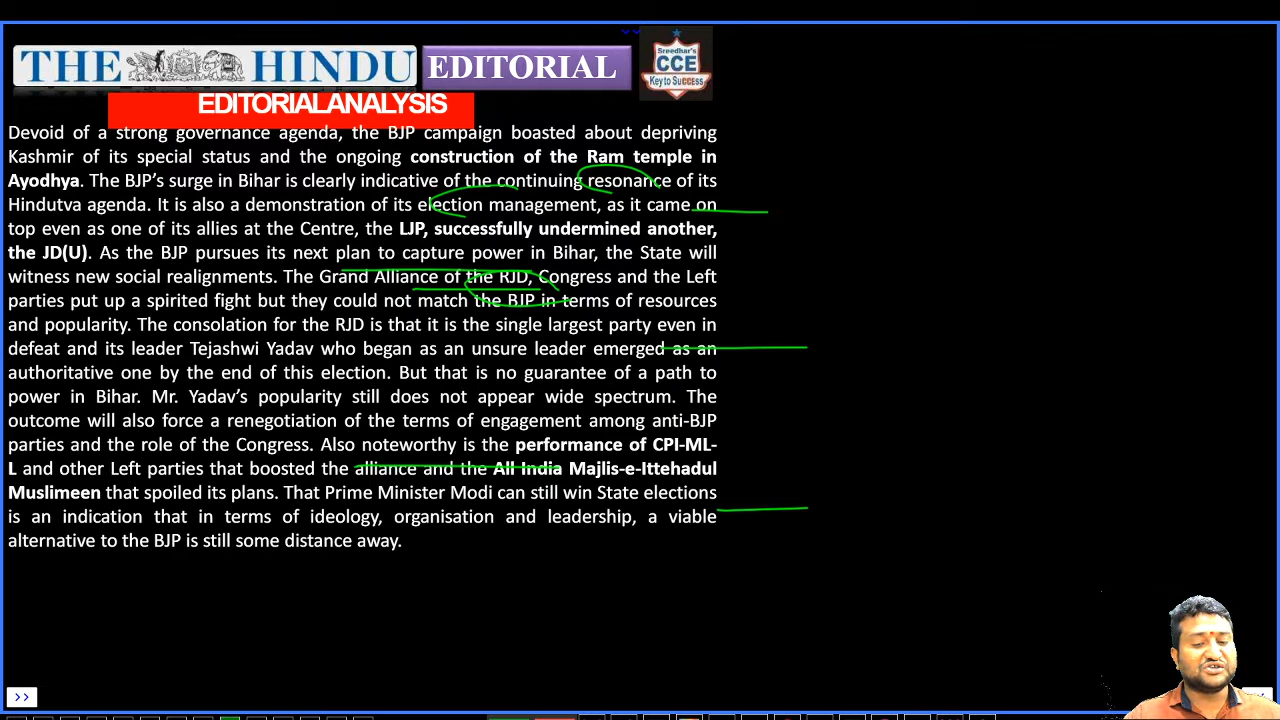 THE HINDU
EDITORIAL
Sreedhar's
CCE
Key to Success
EDITORIAL ANALYSIS
Devoid of a strong governance agenda, the BJP campaign boasted about depriving
Kashmir of its special status and the ongoing construction of the Ram temple in
Ayodhya. The BJP’s surge in Bihar is clearly indicative of the continuing resonance of its
Hindutva agenda. It is also a demonstration of its election management, as it came on
top even as one of its allies at the Centre, the LJP, successfully undermined another,
the JD(U). As the BJP pursues its next plan to capture power in Bihar, the State will
witness new social realignments. The Grand Alliance of the RJD, Congress and the Left
parties put up a spirited fight but they could not match the BJP in terms of resources
and popularity. The consolation for the RJD is that it is the single largest party even in
defeat and its leader Tejashwi Yadav who began as an unsure leader emerged as an
authoritative one by the end of this election. But that is no guarantee of a path to
power in Bihar. Mr. Yadav’s popularity still does not appear wide spectrum. The
outcome will also force a renegotiation of the terms of engagement among anti-BJP
parties and the role of the Congress. Also noteworthy is the performance of CPI-ML-
L and other Left parties that boosted the alliance and the All India Majlis-e-Ittehadul
Muslimeen that spoiled its plans. That Prime Minister Modi can still win State elections
is an indication that in terms of ideology, organisation and leadership, a viable
alternative to the BJP is still some distance away.
>>